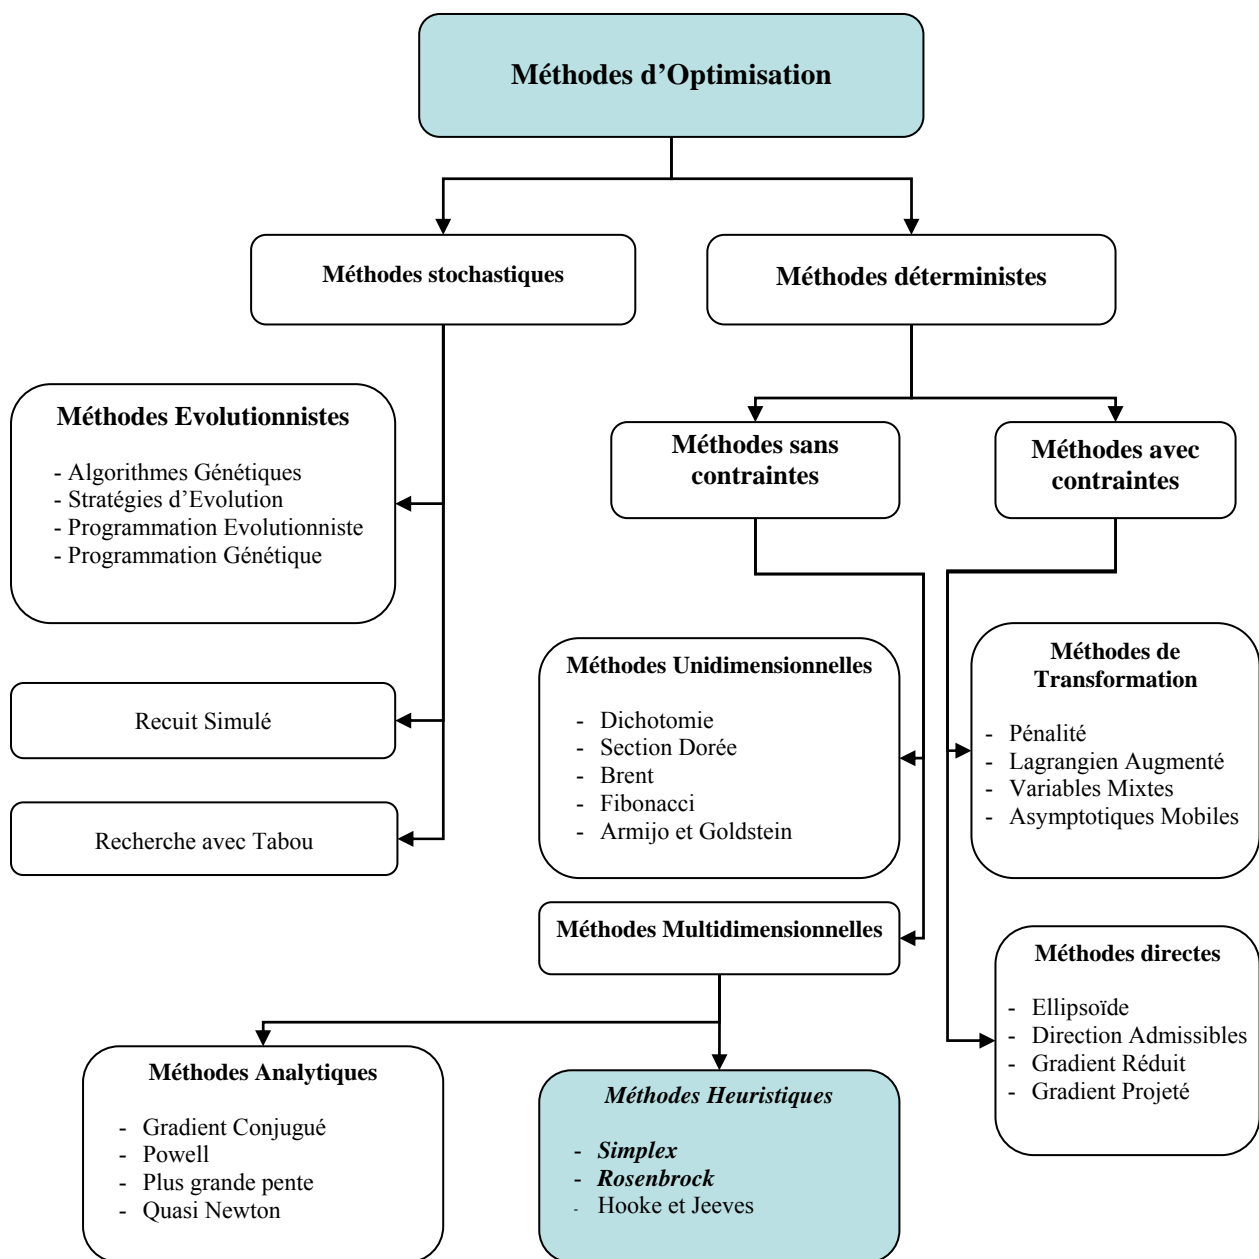 Méthodes d’Optimisation
Méthodes stochastiques
Méthodes déterministes
Méthodes Evolutionnistes
- Algorithmes Génétiques
- Stratégies d’Evolution
- Programmation Evolutionniste
- Programmation Génétique
Méthodes sans
contraintes
Méthodes avec
contraintes
Recuit Simulé
Recherche avec Tabou
Méthodes Unidimensionnelles
- Dichotomie
- Section Dorée
- Brent
- Fibonacci
- Armijo et Goldstein
Méthodes de
Transformation
- Pénalité
- Lagrangien Augmenté
- Variables Mixtes
- Asymptotiques Mobiles
Méthodes Multidimensionnelles
Méthodes directes
- Ellipsoïde
- Direction Admissibles
- Gradient Réduit
- Gradient Projeté
Méthodes Analytiques
- Gradient Conjugué
- Powell
- Plus grande pente
- Quasi Newton
Méthodes Heuristiques
- Simplex
- Rosenbrock
- Hooke et Jeeves